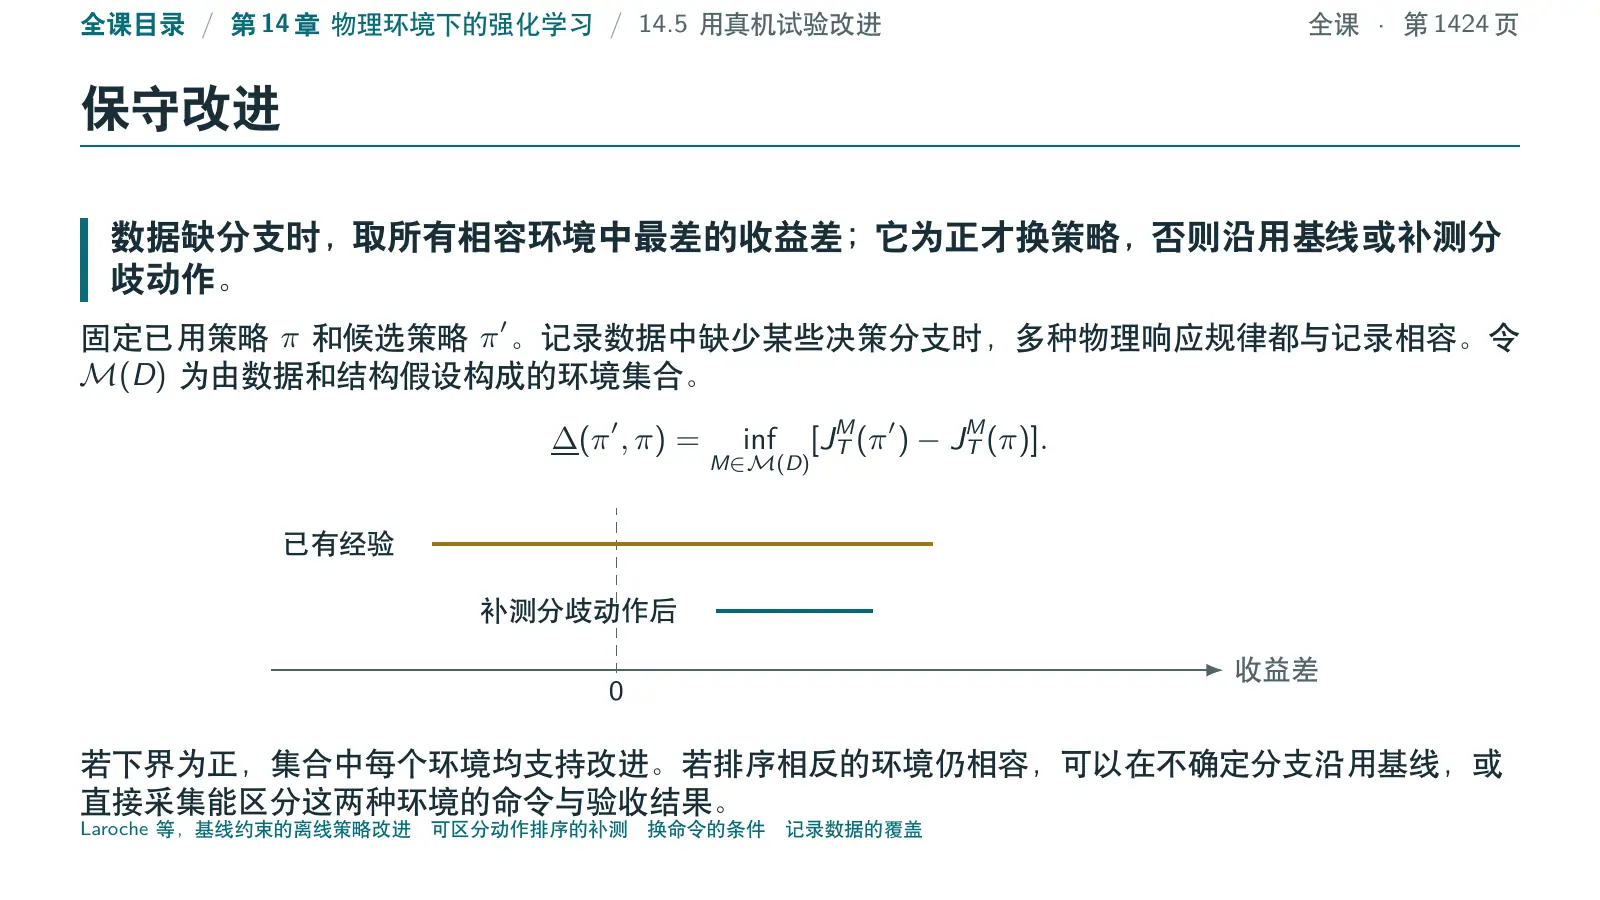 全课目录 / 第 14 章 物理环境下的强化学习 / 14.5 用真机试验改进
全课 · 第 1424 页
保守改进
数据缺分支时，取所有相容环境中最差的收益差；它为正才换策略，否则沿用基线或补测分
歧动作。
固定已用策略 π 和候选策略 π′。记录数据中缺少某些决策分支时，多种物理响应规律都与记录相容。令
ℳ(D) 为由数据和结构假设构成的环境集合。
Δ̲(π′, π) = inf_{M∈ℳ(D)} [J_T^M(π′) − J_T^M(π)].
已有经验
补测分歧动作后
收益差
0
若下界为正，集合中每个环境均支持改进。若排序相反的环境仍相容，可以在不确定分支沿用基线，或
直接采集能区分这两种环境的命令与验收结果。
Laroche 等，基线约束的离线策略改进 可区分动作排序的补测 换命令的条件 记录数据的覆盖